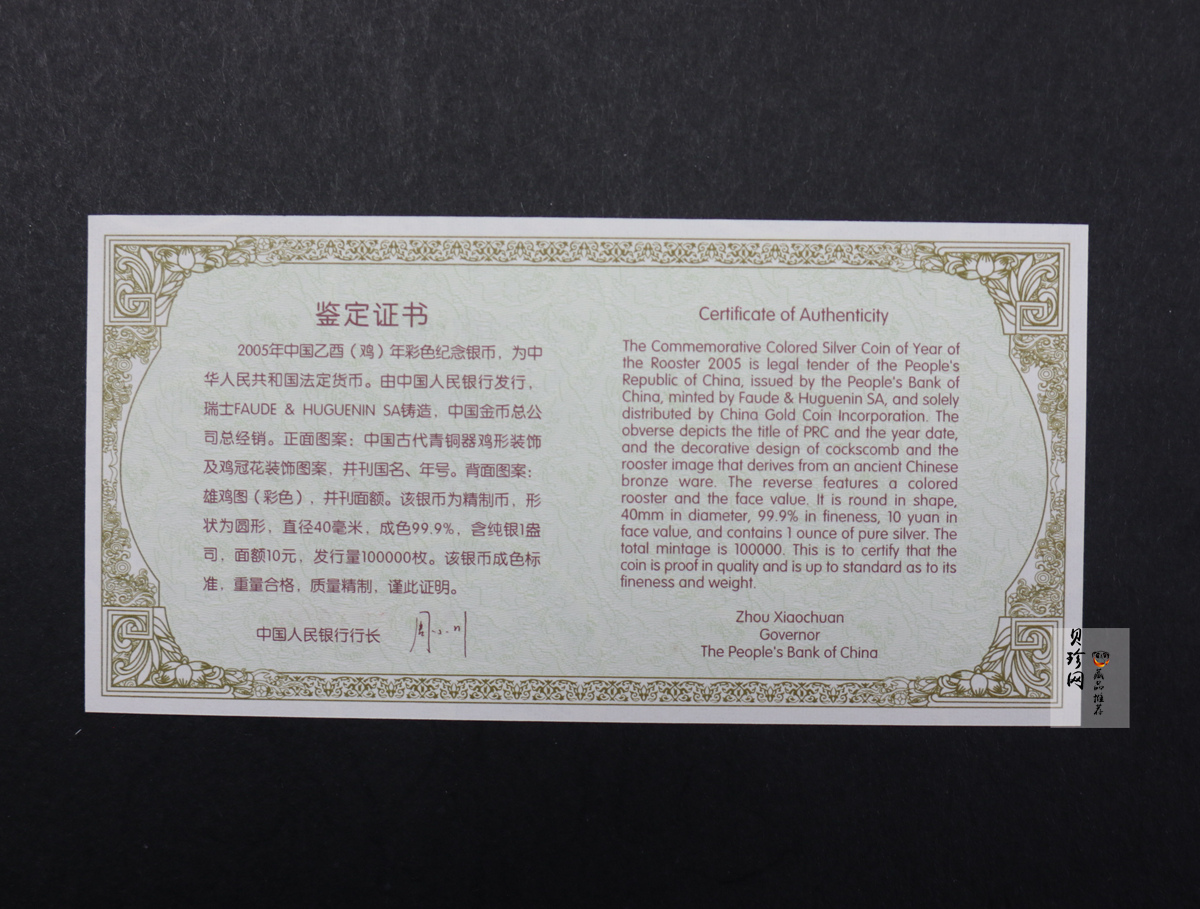 鉴定证书
2005年中国乙酉（鸡）年彩色纪念银币，为中
华人民共和国法定货币。由中国人民银行发行，
瑞士FAUDE & HUGUENIN SA铸造，中国金币总公
司总经销。正面图案：中国古代青铜器鸡形装饰
及鸡冠花装饰图案，并刊国名、年号。背面图案：
雄鸡图（彩色），并刊面额。该银币为精制币，形
状为圆形，直径40毫米，成色99.9%，含纯银1盎
司，面额10元，发行量100000枚。该银币成色标
准，重量合格，质量精制，谨此证明。
中国人民银行行长 周小川
Certificate of Authenticity
The Commemorative Colored Silver Coin of Year of
the Rooster 2005 is legal tender of the People's
Republic of China, issued by the People's Bank of
China, minted by Faude & Huguenin SA, and solely
distributed by China Gold Coin Incorporation. The
obverse depicts the title of PRC and the year date,
and the decorative design of cockscomb and the
rooster image that derives from an ancient Chinese
bronze ware. The reverse features a colored
rooster and the face value. It is round in shape,
40mm in diameter, 99.9% in fineness, 10 yuan in
face value, and contains 1 ounce of pure silver. The
total mintage is 100000. This is to certify that the
coin is proof in quality and is up to standard as to its
fineness and weight.
Zhou Xiaochuan
Governor
The People's Bank of China
贝珍网
藏品推荐